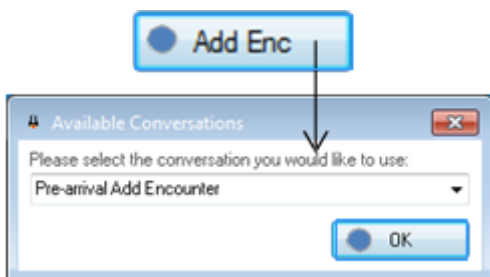 Add Enc
Available Conversations
Please select the conversation you would like to use:
Pre-arrival Add Encounter
OK